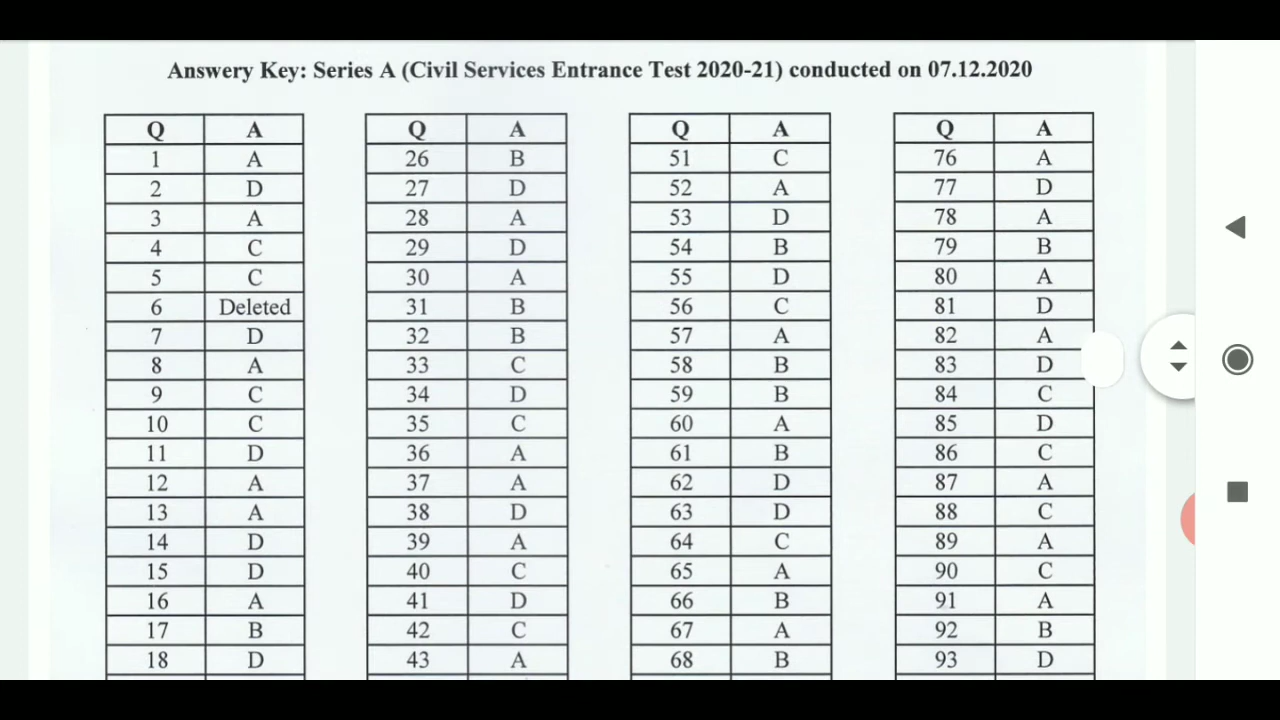 Answery Key: Series A (Civil Services Entrance Test 2020-21) conducted on 07.12.2020
Q A Q A Q A Q A
1 A 26 B 51 C 76 A
2 D 27 D 52 A 77 D
3 A 28 A 53 D 78 A
4 C 29 D 54 B 79 B
5 C 30 A 55 D 80 A
6 Deleted 31 B 56 C 81 D
7 D 32 B 57 A 82 A
8 A 33 C 58 B 83 D
9 C 34 D 59 B 84 C
10 C 35 C 60 A 85 D
11 D 36 A 61 B 86 C
12 A 37 A 62 D 87 A
13 A 38 D 63 D 88 C
14 D 39 A 64 C 89 A
15 D 40 C 65 A 90 C
16 A 41 D 66 B 91 A
17 B 42 C 67 A 92 B
18 D 43 A 68 B 93 D